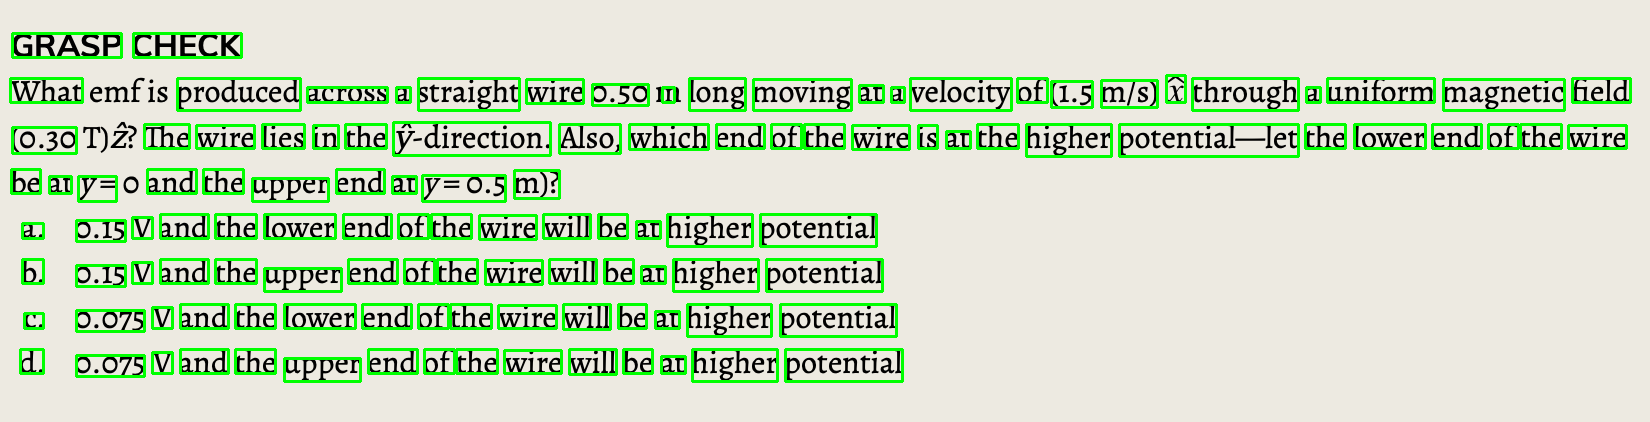 GRASP CHECK
What emf is produced across a straight wire 0.50 m long moving at a velocity of (1.5 m/s) x̂ through a uniform magnetic field
(0.30 T)ẑ? The wire lies in the ŷ-direction. Also, which end of the wire is at the higher potential—let the lower end of the wire
be at y = 0 and the upper end at y = 0.5 m)?
a. 0.15 V and the lower end of the wire will be at higher potential
b. 0.15 V and the upper end of the wire will be at higher potential
c. 0.075 V and the lower end of the wire will be at higher potential
d. 0.075 V and the upper end of the wire will be at higher potential